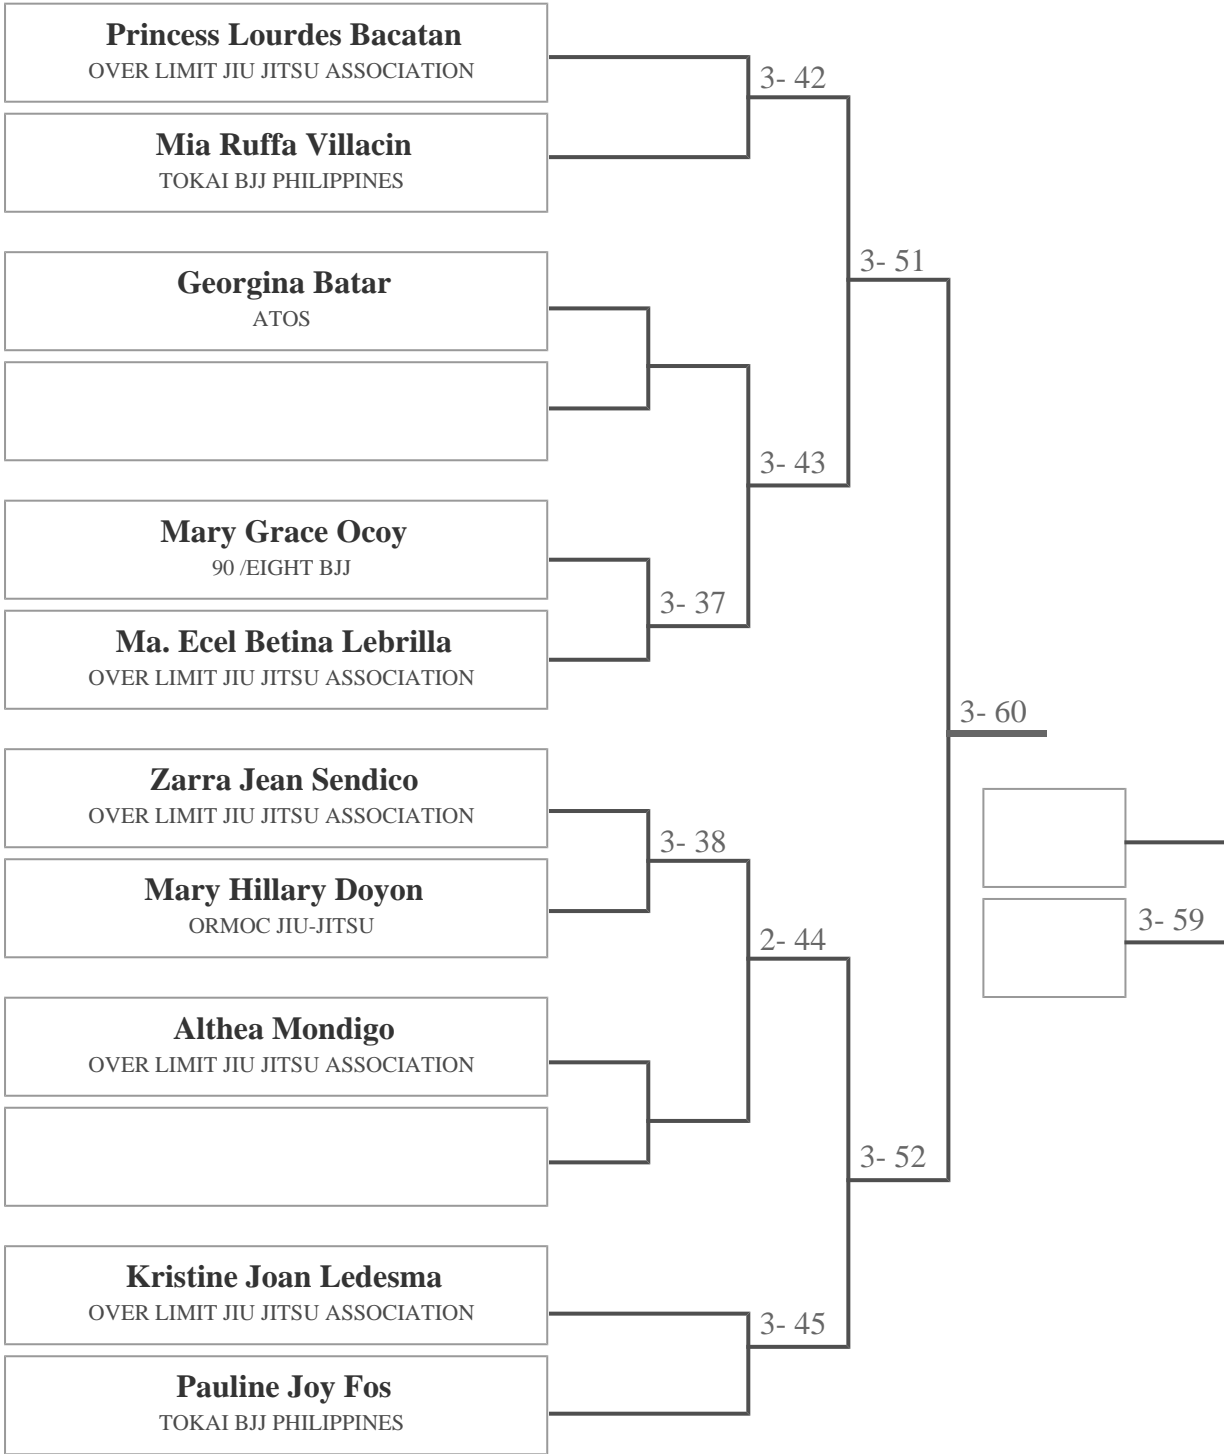 Princess Lourdes Bacatan
OVER LIMIT JIU JITSU ASSOCIATION
3- 42
Mia Ruffa Villacin
TOKAI BJJ PHILIPPINES
3- 51
Georgina Batar
ATOS
3- 43
Mary Grace Ocoy
90 /EIGHT BJJ
3- 37
Ma. Ecel Betina Lebrilla
OVER LIMIT JIU JITSU ASSOCIATION
3- 60
Zarra Jean Sendico
OVER LIMIT JIU JITSU ASSOCIATION
3- 38
Mary Hillary Doyon
ORMOC JIU-JITSU
3- 59
2- 44
Althea Mondigo
OVER LIMIT JIU JITSU ASSOCIATION
3- 52
Kristine Joan Ledesma
OVER LIMIT JIU JITSU ASSOCIATION
3- 45
Pauline Joy Fos
TOKAI BJJ PHILIPPINES